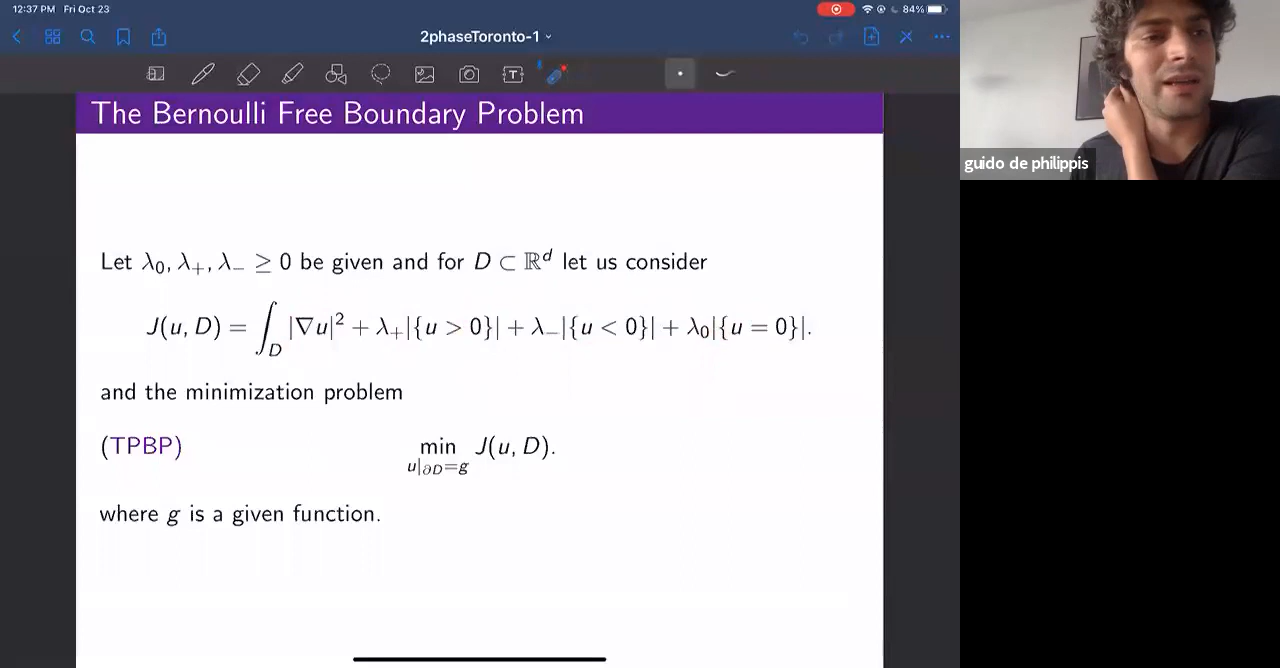 12:37 PM Fri Oct 23
84%
2phaseToronto-1
T
The Bernoulli Free Boundary Problem
guido de philippis
Let λ₀, λ₊, λ₋ ≥ 0 be given and for D ⊂ ℝᵈ let us consider
J(u, D) = ∫_D |∇u|² + λ₊|{u > 0}| + λ₋|{u < 0}| + λ₀|{u = 0}|.
and the minimization problem
(TPBP) min_{u|∂D=g} J(u, D).
where g is a given function.